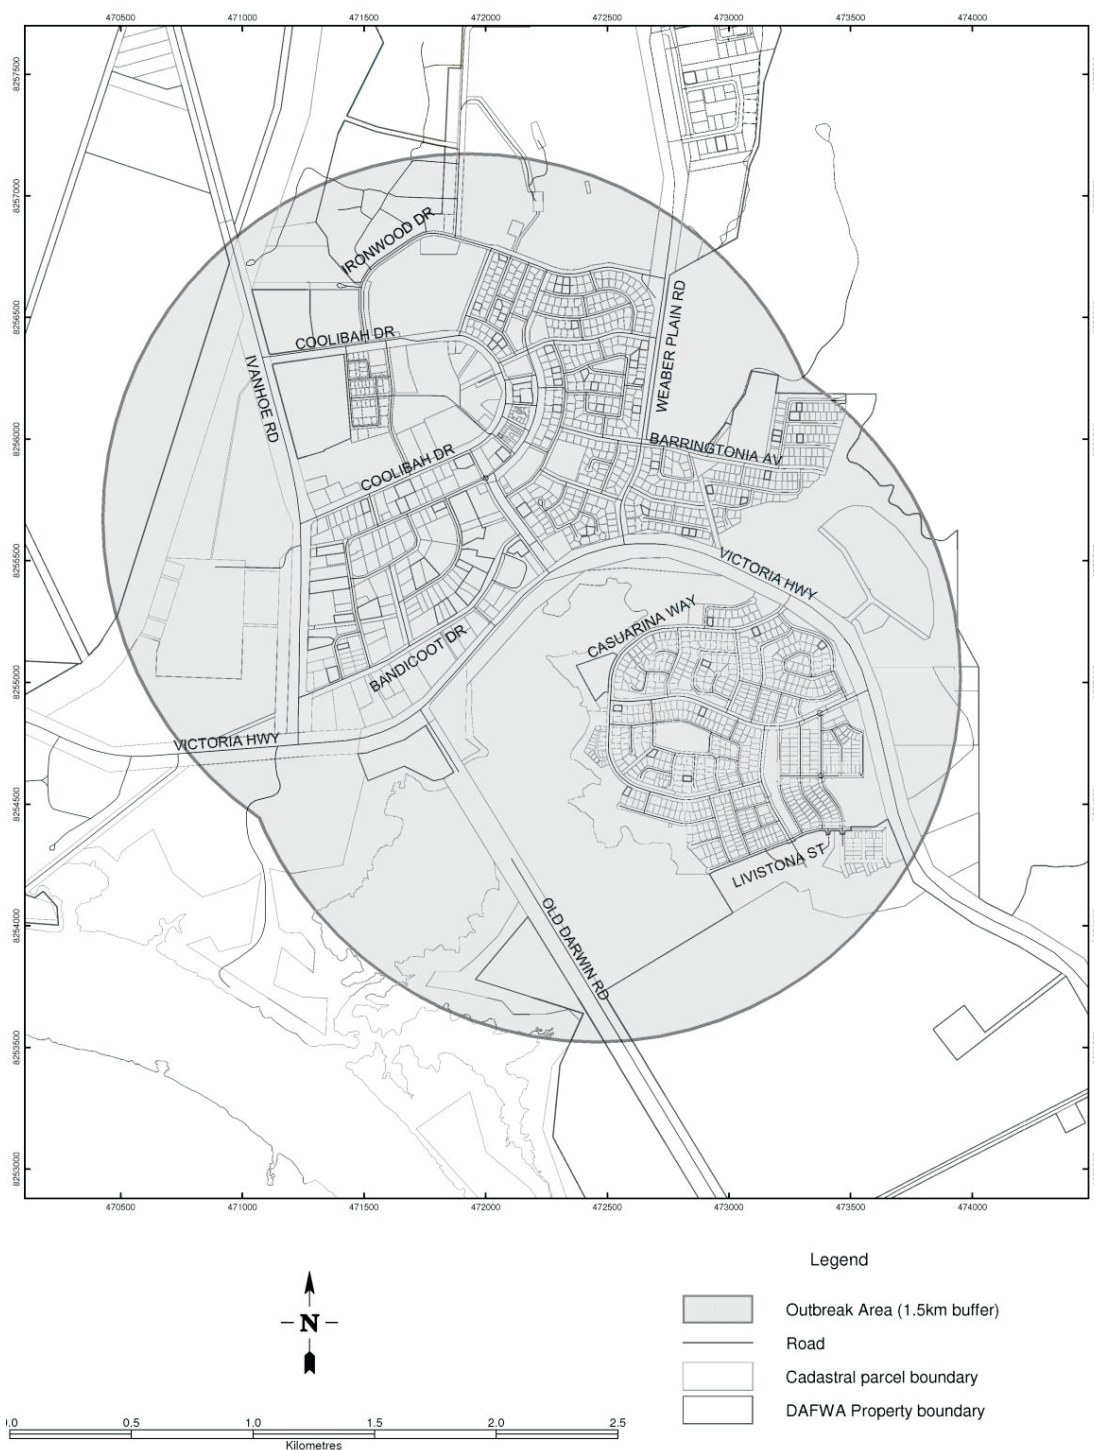 470500 471000 471500 472000 472500 473000 473500 474000
8257500
8257000
IRONWOOD DR
8256500
COOLIBAH DR
WEABER PLAIN RD
IVANHOE RD
8256000
BARRINGTONIA AV
COOLIBAH DR
8255500
VICTORIA HWY
CASUARINA WAY
BANDICOOT DR
8255000
VICTORIA HWY
8254500
LIVISTONA ST
OLD DARWIN RD
8254000
8253500
8253000
470500 471000 471500 472000 472500 473000 473500 474000
Legend
Outbreak Area (1.5km buffer)
N
Road
Cadastral parcel boundary
DAFWA Property boundary
0.5 1.0 1.5 2.0 2.5
Kilometres